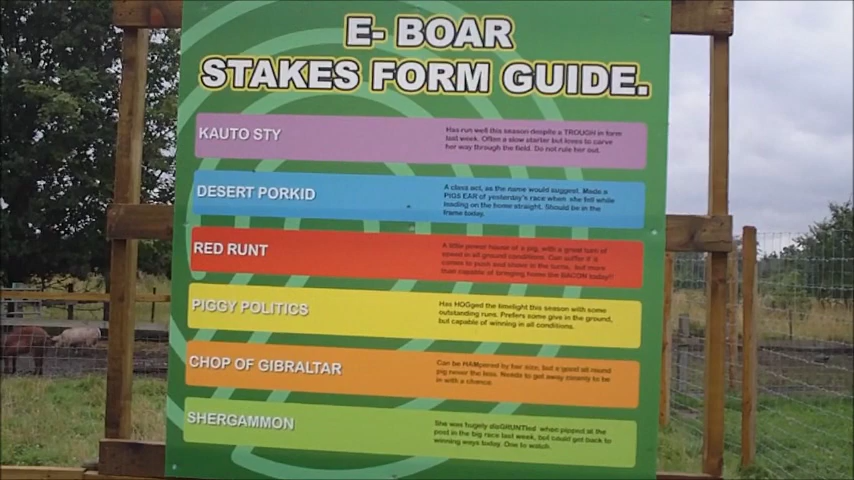 E- BOAR
STAKES FORM GUIDE.
KAUTO STY
Has run well this season despite a TROUGH in form
last week. Often a slow starter but loves to carve
her way through the field. Do not rule her out.
DESERT PORKID
A class act, as the name would suggest. Made a
PIGS EAR of yesterday's race when she fell while
leading on the home straight. Should be in the
frame today.
RED RUNT
A little power house of a pig, with a great turn of
speed in all ground conditions. Can suffer if it
comes to push and shove in the turns, but more
than capable of bringing home the BACON today!!
PIGGY POLITICS
Has HOGged the limelight this season with some
outstanding runs. Prefers some give in the ground,
but capable of winning in all conditions.
CHOP OF GIBRALTAR
Can be HAMpered by her size, but a good all round
pig never the less. Needs to get away cleanly to be
in with a chance.
SHERGAMMON
She was hugely disGRUNTled when pipped at the
post in the big race last week, but could get back to
winning ways today. One to watch.